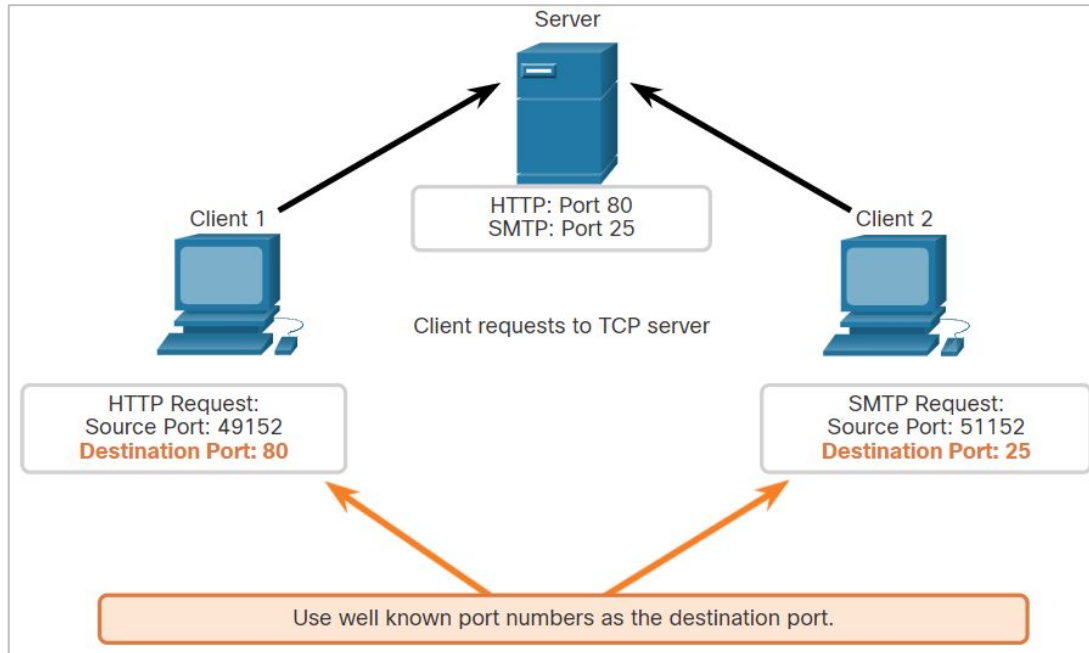 Server
HTTP: Port 80
SMTP: Port 25
Client 1
Client 2
Client requests to TCP server
HTTP Request:
Source Port: 49152
Destination Port: 80
SMTP Request:
Source Port: 51152
Destination Port: 25
Use well known port numbers as the destination port.